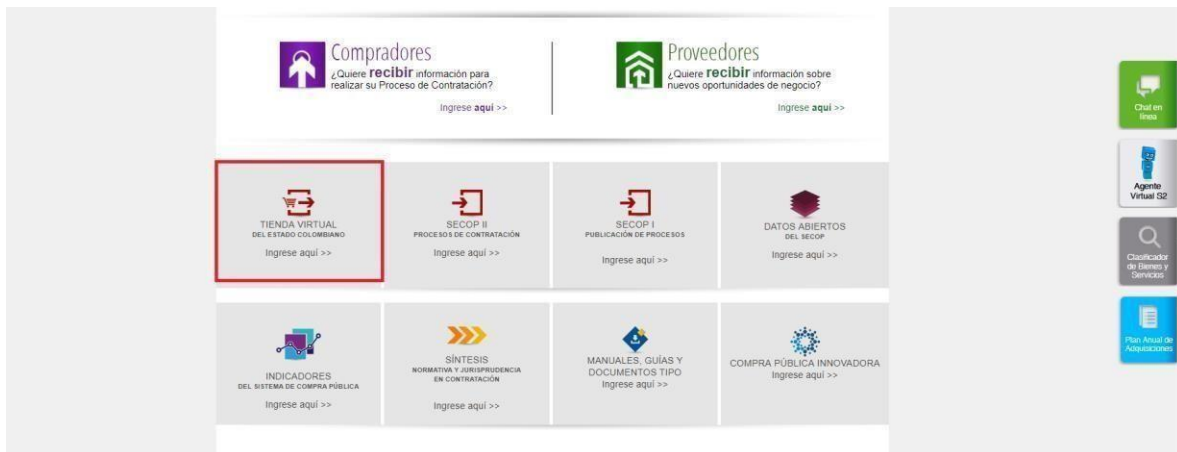 Compradores
¿Quiere recibir información para
realizar su Proceso de Contratación?
Ingrese aquí >>
Proveedores
¿Quiere recibir información sobre
nuevos oportunidades de negocio?
Ingrese aquí >>
Chat en
línea
Agente
Virtual S2
Clasificador
de Bienes y
Servicios
Plan Anual de
Adquisiciones
TIENDA VIRTUAL
DEL ESTADO COLOMBIANO
Ingrese aquí >>
SECOP II
PROCESOS DE CONTRATACIÓN
Ingrese aquí >>
SECOP I
PUBLICACIÓN DE PROCESOS
Ingrese aquí >>
DATOS ABIERTOS
DEL SECOP
Ingrese aquí >>
INDICADORES
DEL SISTEMA DE COMPRA PÚBLICA
Ingrese aquí >>
SÍNTESIS
NORMATIVA Y JURISPRUDENCIA
EN CONTRATACIÓN
Ingrese aquí >>
MANUALES, GUÍAS Y
DOCUMENTOS TIPO
Ingrese aquí >>
COMPRA PÚBLICA INNOVADORA
Ingrese aquí >>